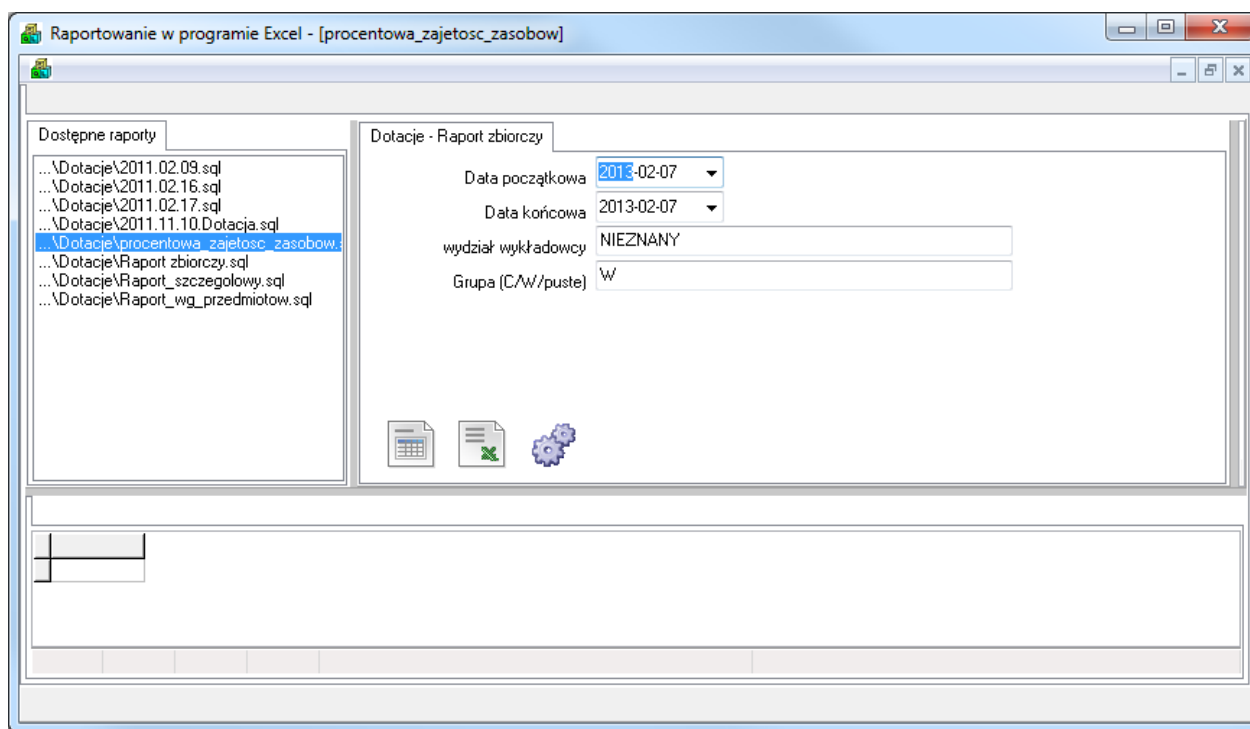 Raportowanie w programie Excel - [procentowa_zajetosc_zasobow]
Dostępne raporty
...\Dotacje\2011.02.09.sql
...\Dotacje\2011.02.16.sql
...\Dotacje\2011.02.17.sql
...\Dotacje\2011.11.10.Dotacja.sql
...\Dotacje\procentowa_zajetosc_zasobow.
...\Dotacje\Raport zbiorczy.sql
...\Dotacje\Raport_szczegolowy.sql
...\Dotacje\Raport_wg_przedmiotow.sql
Dotacje - Raport zbiorczy
Data początkowa 2013-02-07
Data końcowa 2013-02-07
wydział wykładowcy NIEZNANY
Grupa (C/W/puste) W